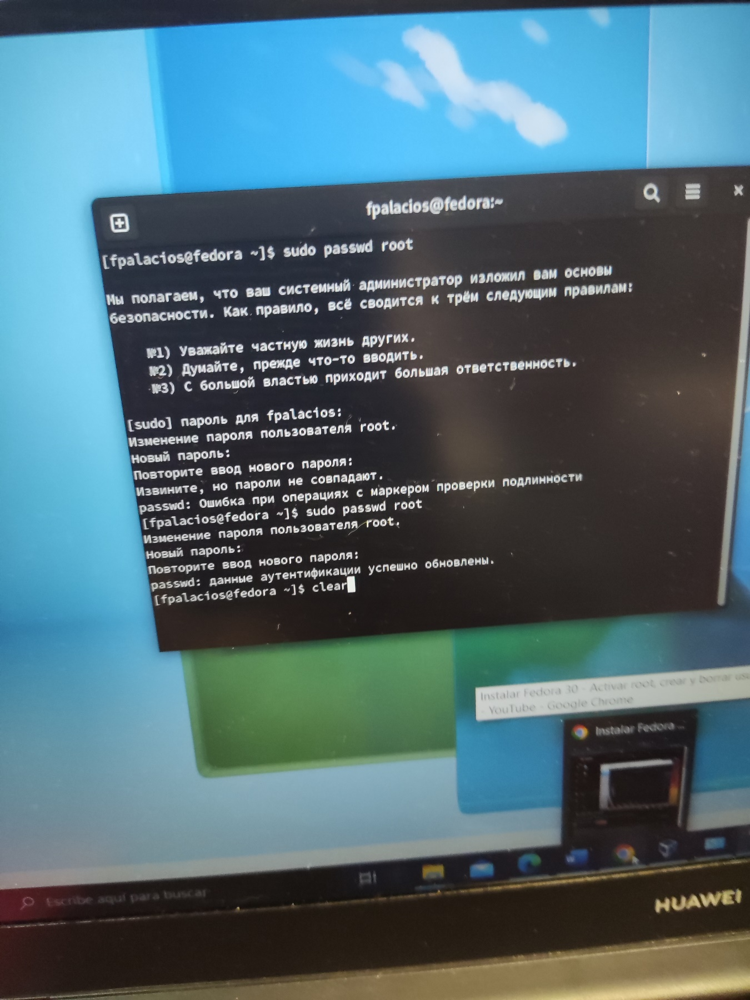 fpalacios@fedora:~
[fpalacios@fedora ~]$ sudo passwd root
Мы полагаем, что ваш системный администратор изложил вам основы
безопасности. Как правило, всё сводится к трём следующим правилам:
№1) Уважайте частную жизнь других.
№2) Думайте, прежде что-то вводить.
№3) С большой властью приходит большая ответственность.
[sudo] пароль для fpalacios:
Изменение пароля пользователя root.
Новый пароль:
Повторите ввод нового пароля:
Извините, но пароли не совпадают.
passwd: Ошибка при операциях с маркером проверки подлинности
[fpalacios@fedora ~]$ sudo passwd root
Изменение пароля пользователя root.
Новый пароль:
Повторите ввод нового пароля:
passwd: данные аутентификации успешно обновлены.
[fpalacios@fedora ~]$ clear
Instalar Fedora 30 - Activar root, crear y borrar
- YouTube - Google Chrome
Instalar Fedora ...
Escribe aquí para buscar
HUAWEI